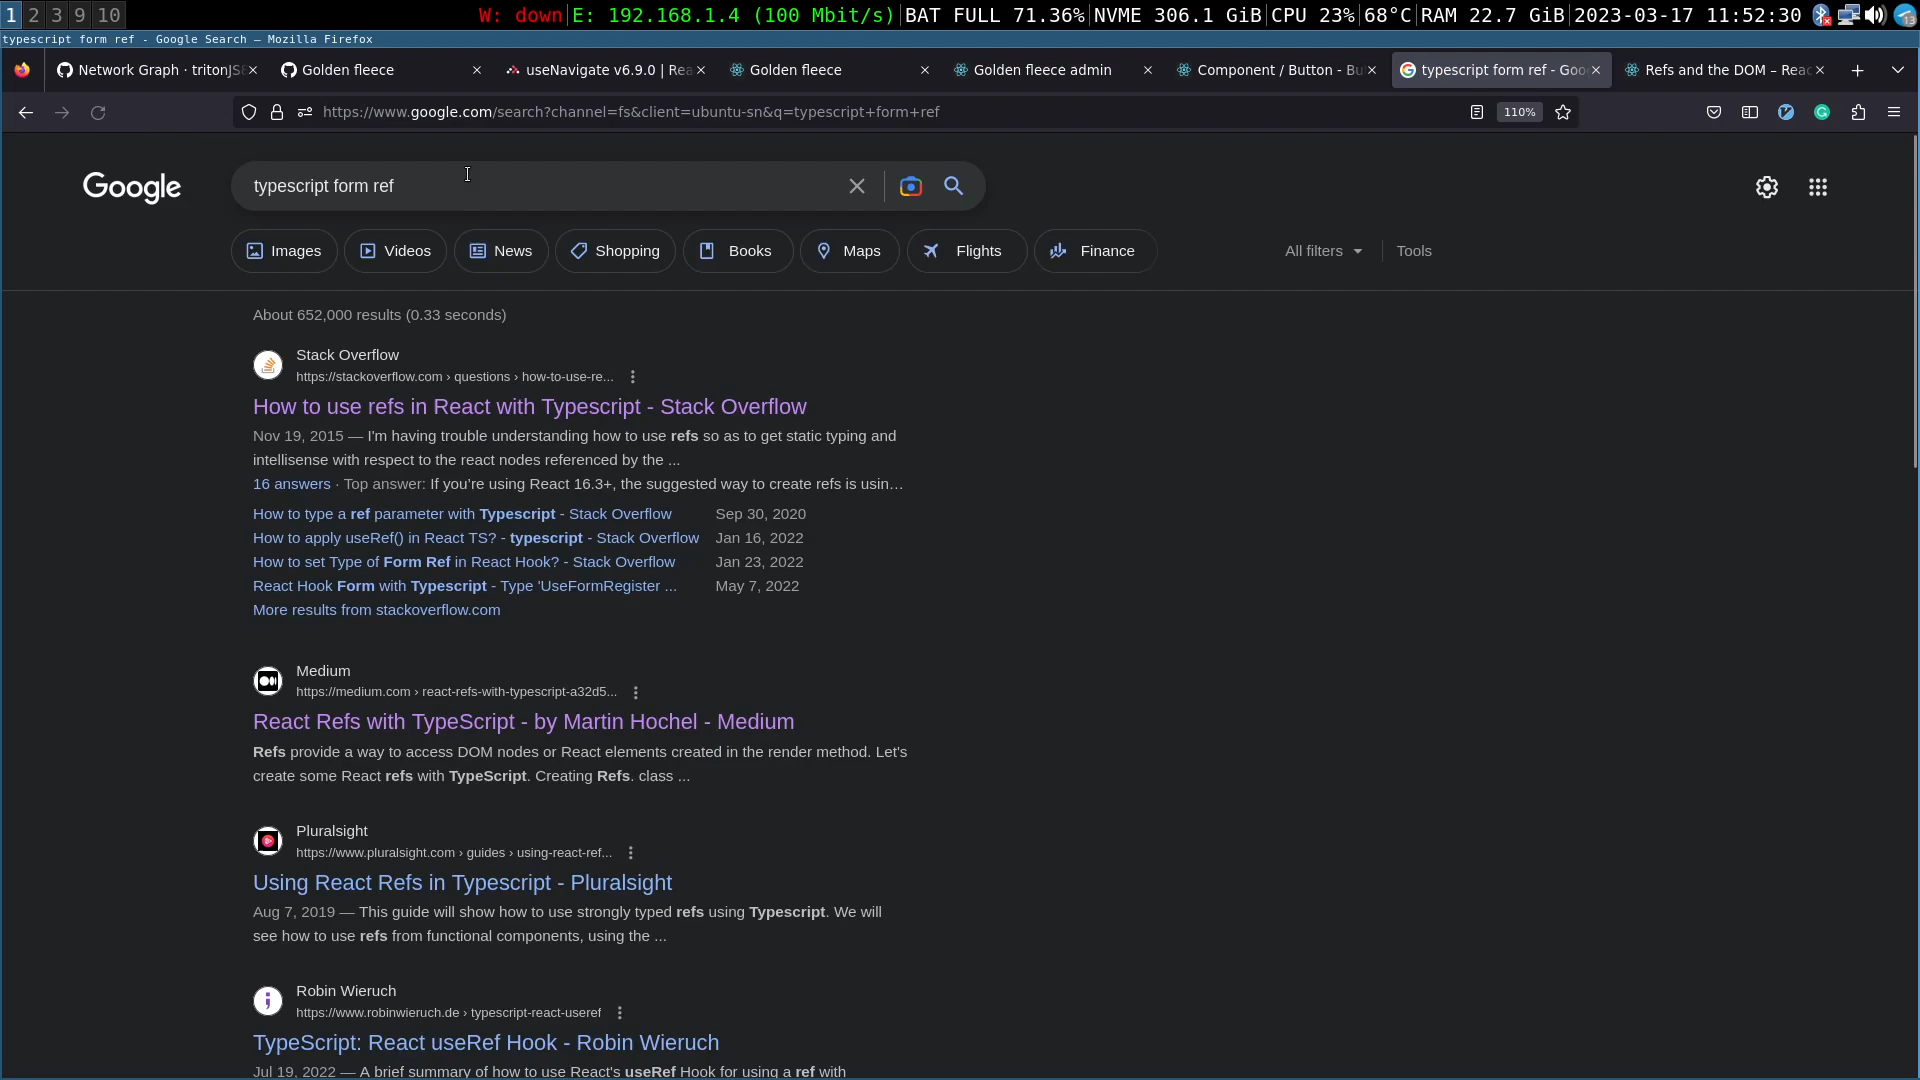 1 2 3 9 10 W: down|E: 192.168.1.4 (100 Mbit/s)|BAT FULL 71.36%|NVME 306.1 GiB|CPU 23%|68°C|RAM 22.7 GiB|2023-03-17 11:52:30 13
typescript form ref - Google Search — Mozilla Firefox
Network Graph · tritonJS Golden fleece useNavigate v6.9.0 | Rea Golden fleece Golden fleece admin Component / Button - Bu typescript form ref - Goo Refs and the DOM – Reac
https://www.google.com/search?channel=fs&client=ubuntu-sn&q=typescript+form+ref 110%
Google typescript form ref
Images Videos News Shopping Books Maps Flights Finance All filters Tools
About 652,000 results (0.33 seconds)
Stack Overflow
https://stackoverflow.com › questions › how-to-use-re...
How to use refs in React with Typescript - Stack Overflow
Nov 19, 2015 — I'm having trouble understanding how to use refs so as to get static typing and
intellisense with respect to the react nodes referenced by the ...
16 answers · Top answer: If you're using React 16.3+, the suggested way to create refs is usin…
How to type a ref parameter with Typescript - Stack Overflow Sep 30, 2020
How to apply useRef() in React TS? - typescript - Stack Overflow Jan 16, 2022
How to set Type of Form Ref in React Hook? - Stack Overflow Jan 23, 2022
React Hook Form with Typescript - Type 'UseFormRegister ... May 7, 2022
More results from stackoverflow.com
Medium
https://medium.com › react-refs-with-typescript-a32d5...
React Refs with TypeScript - by Martin Hochel - Medium
Refs provide a way to access DOM nodes or React elements created in the render method. Let's
create some React refs with TypeScript. Creating Refs. class ...
Pluralsight
https://www.pluralsight.com › guides › using-react-ref...
Using React Refs in Typescript - Pluralsight
Aug 7, 2019 — This guide will show how to use strongly typed refs using Typescript. We will
see how to use refs from functional components, using the ...
Robin Wieruch
https://www.robinwieruch.de › typescript-react-useref
TypeScript: React useRef Hook - Robin Wieruch
Jul 19, 2022 — A brief summary of how to use React's useRef Hook for using a ref with